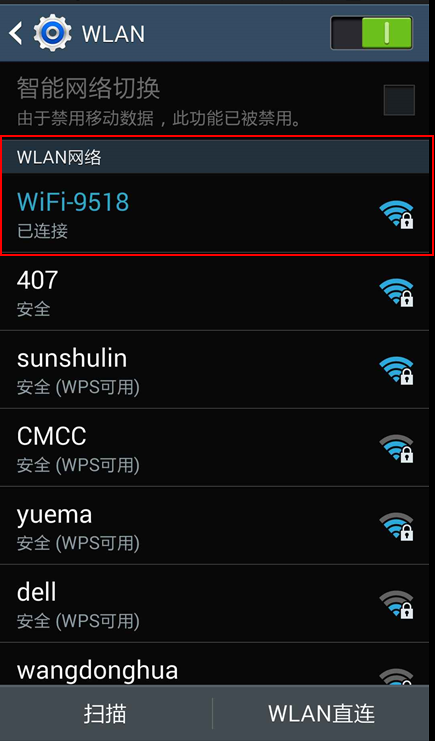 WLAN
智能网络切换
由于禁用移动数据，此功能已被禁用。
WLAN网络
WiFi-9518
已连接
407
安全
sunshulin
安全 (WPS可用)
CMCC
安全 (WPS可用)
yuema
安全 (WPS可用)
dell
安全 (WPS可用)
wangdonghua
扫描 WLAN直连